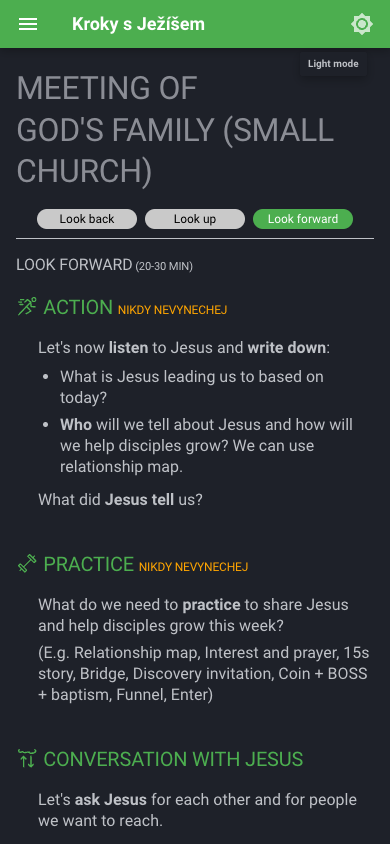 Kroky s Ježíšem
Light mode
MEETING OF
GOD'S FAMILY (SMALL
CHURCH)
Look back
Look up
Look forward
LOOK FORWARD (20-30 MIN)
ACTION NIKDY NEVYNECHEJ
Let's now listen to Jesus and write down:
• What is Jesus leading us to based on
today?
• Who will we tell about Jesus and how will
we help disciples grow? We can use
relationship map.
What did Jesus tell us?
PRACTICE NIKDY NEVYNECHEJ
What do we need to practice to share Jesus
and help disciples grow this week?
(E.g. Relationship map, Interest and prayer, 15s
story, Bridge, Discovery invitation, Coin + BOSS
+ baptism, Funnel, Enter)
CONVERSATION WITH JESUS
Let's ask Jesus for each other and for people
we want to reach.